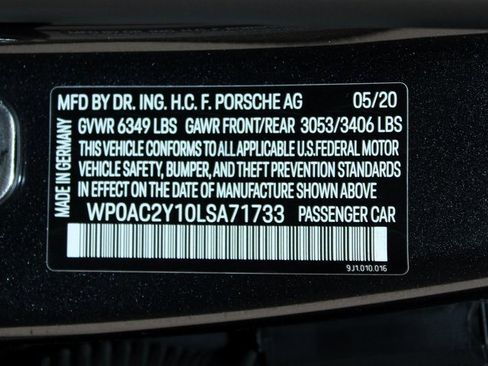 MFD BY DR. ING. H.C. F. PORSCHE AG 05/20
GVWR 6349 LBS GAWR FRONT/REAR 3053/3406 LBS
THIS VEHICLE CONFORMS TO ALL APPLICABLE U.S. FEDERAL MOTOR
VEHICLE SAFETY, BUMPER, AND THEFT PREVENTION STANDARDS
IN EFFECT ON THE DATE OF MANUFACTURE SHOWN ABOVE
WP0AC2Y10LSA71733 PASSENGER CAR
9J1.010.016
MADE IN GERMANY